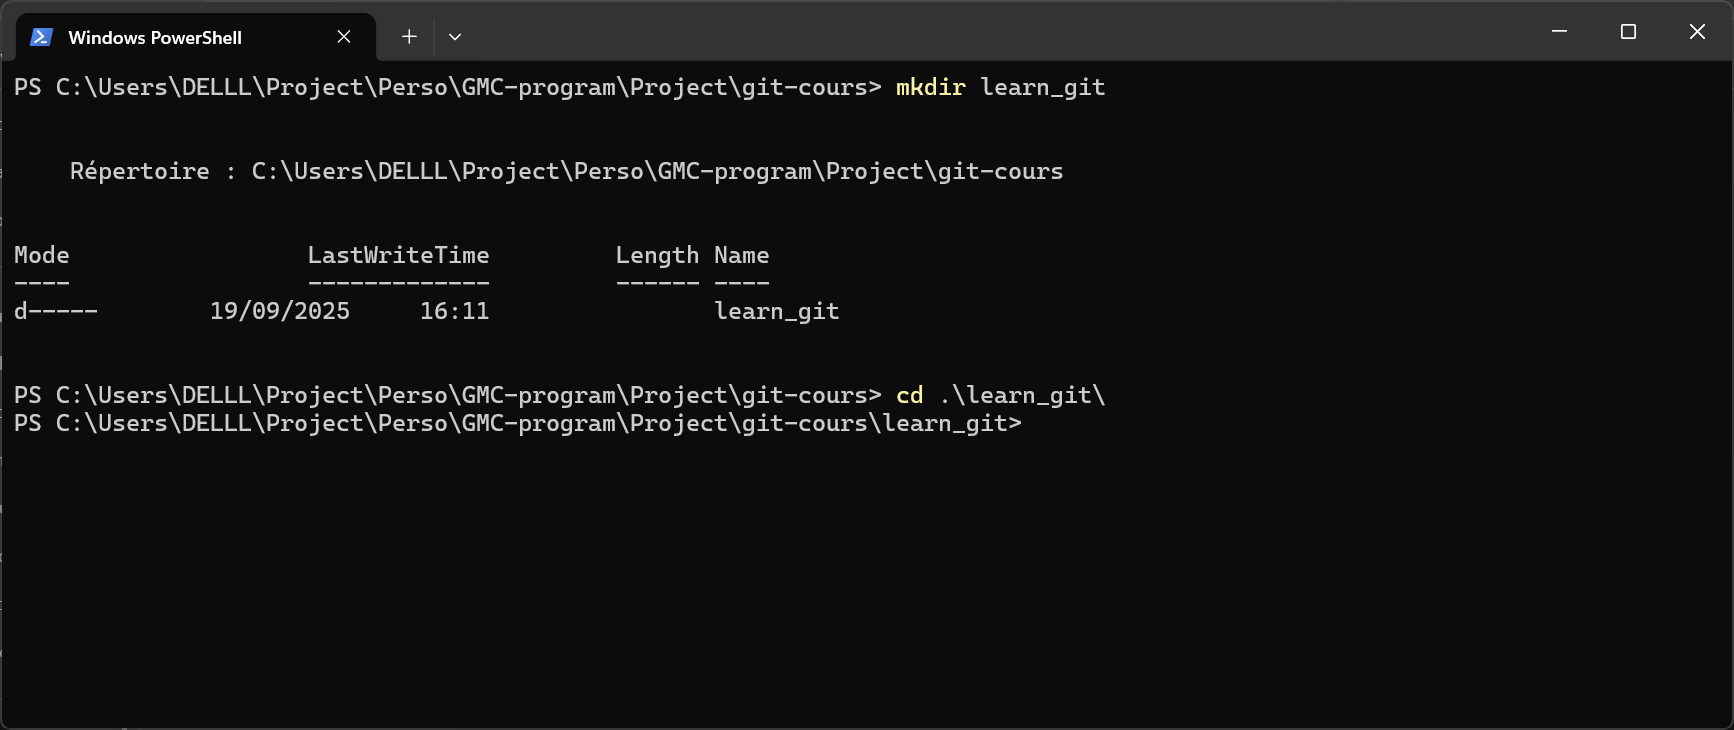 Windows PowerShell
PS C:\Users\DELLL\Project\Perso\GMC-program\Project\git-cours> mkdir learn_git
Répertoire : C:\Users\DELLL\Project\Perso\GMC-program\Project\git-cours
Mode LastWriteTime Length Name
---- ------------- ------ ----
d----- 19/09/2025 16:11 learn_git
PS C:\Users\DELLL\Project\Perso\GMC-program\Project\git-cours> cd .\learn_git\
PS C:\Users\DELLL\Project\Perso\GMC-program\Project\git-cours\learn_git>